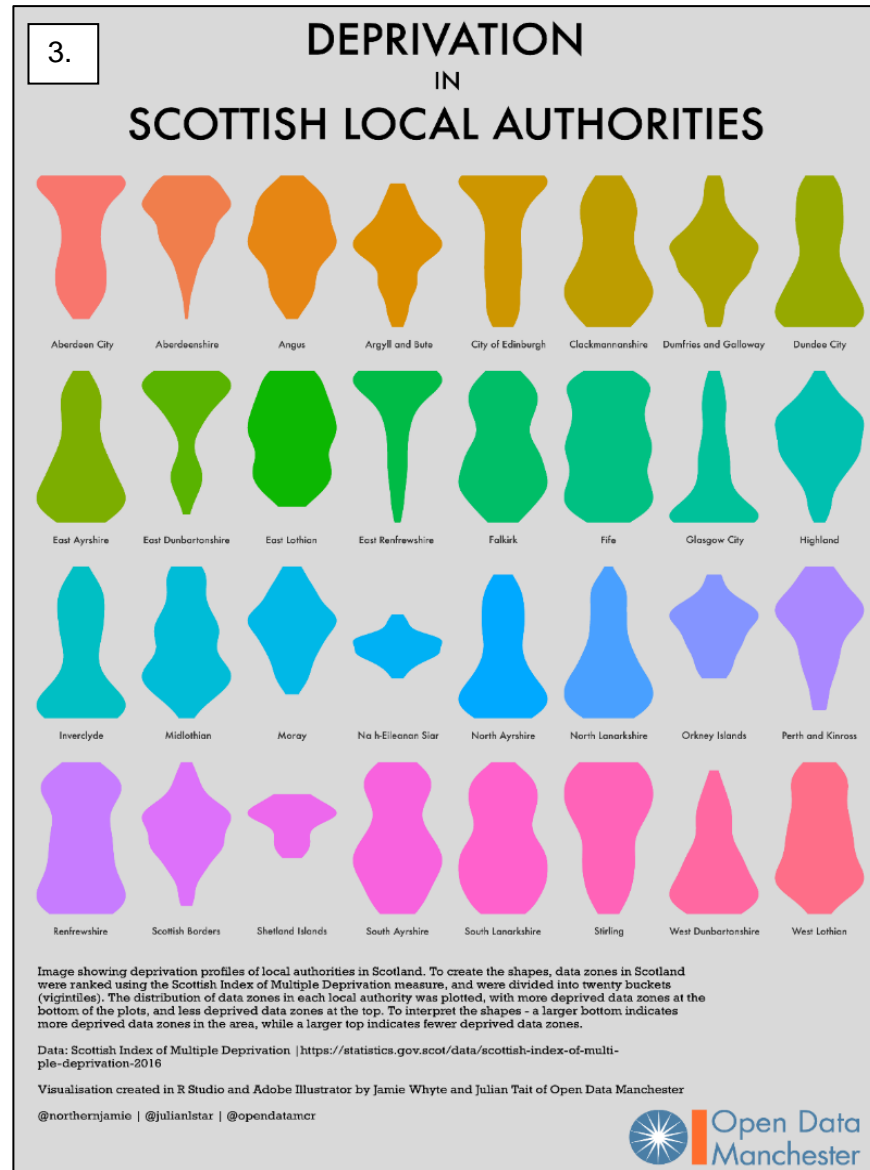 3.
DEPRIVATION
IN
SCOTTISH LOCAL AUTHORITIES
Aberdeen City Aberdeenshire Angus Argyll and Bute City of Edinburgh Clackmannanshire Dumfries and Galloway Dundee City
East Ayrshire East Dunbartonshire East Lothian East Renfrewshire Falkirk Fife Glasgow City Highland
Inverclyde Midlothian Moray Na h-Eileanan Siar North Ayrshire North Lanarkshire Orkney Islands Perth and Kinross
Renfrewshire Scottish Borders Shetland Islands South Ayrshire South Lanarkshire Stirling West Dunbartonshire West Lothian
Image showing deprivation profiles of local authorities in Scotland. To create the shapes, data zones in Scotland
were ranked using the Scottish Index of Multiple Deprivation measure, and were divided into twenty buckets
(vigintiles). The distribution of data zones in each local authority was plotted, with more deprived data zones at the
bottom of the plots, and less deprived data zones at the top. To interpret the shapes - a larger bottom indicates
more deprived data zones in the area, while a larger top indicates fewer deprived data zones.
Data: Scottish Index of Multiple Deprivation |https://statistics.gov.scot/data/scottish-index-of-multi-
ple-deprivation-2016
Visualisation created in R Studio and Adobe Illustrator by Jamie Whyte and Julian Tait of Open Data Manchester
@northernjamie | @julianlstar | @opendatamcr
Open Data
Manchester